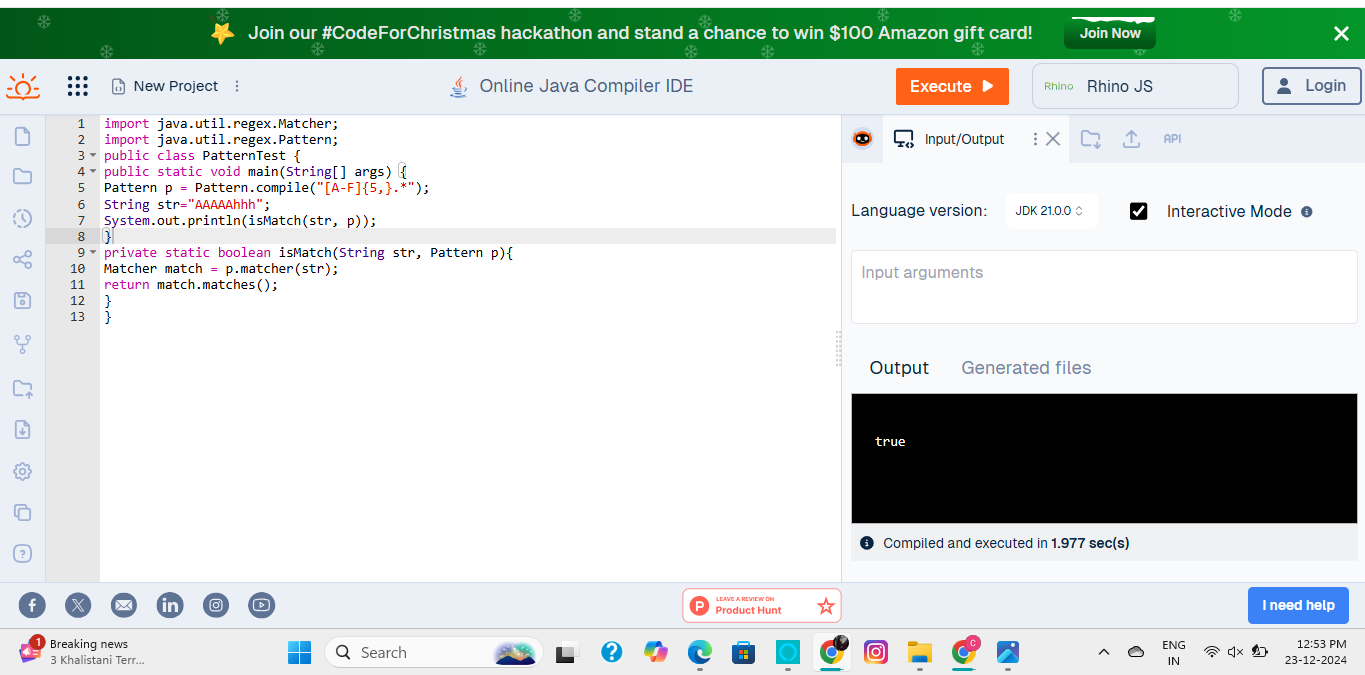 Join our #CodeForChristmas hackathon and stand a chance to win $100 Amazon gift card!
Join Now
New Project
Online Java Compiler IDE
Execute
Rhino
Rhino JS
Login
1 import java.util.regex.Matcher;
2 import java.util.regex.Pattern;
3 public class PatternTest {
4 public static void main(String[] args) {
5 Pattern p = Pattern.compile("[A-F]{5,}.*");
6 String str="AAAAAhhh";
7 System.out.println(isMatch(str, p));
8 }
9 private static boolean isMatch(String str, Pattern p){
10 Matcher match = p.matcher(str);
11 return match.matches();
12 }
13 }
Input/Output
API
Language version:
JDK 21.0.0
Interactive Mode
Input arguments
Output
Generated files
true
Compiled and executed in 1.977 sec(s)
LEAVE A REVIEW ON
Product Hunt
I need help
1
Breaking news
3 Khalistani Terr...
Search
C
ENG
IN
12:53 PM
23-12-2024